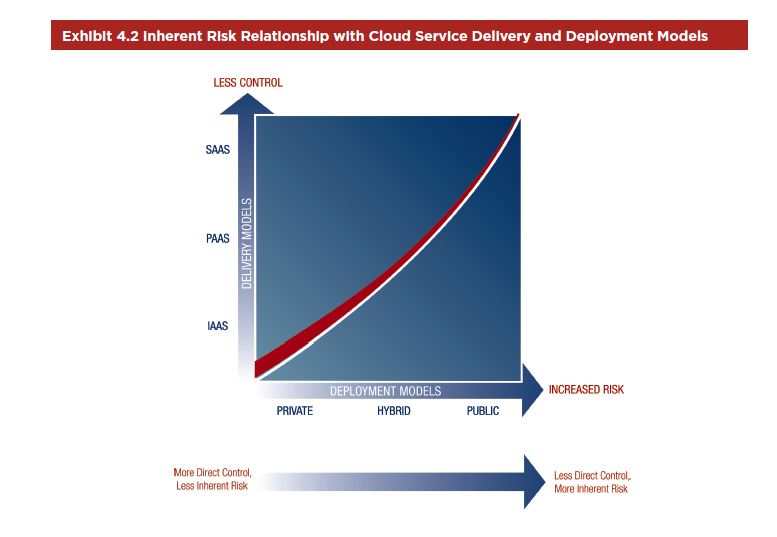 Exhibit 4.2 Inherent Risk Relationship with Cloud Service Delivery and Deployment Models
LESS CONTROL
SAAS
PAAS
IAAS
DELIVERY MODELS
DEPLOYMENT MODELS
INCREASED RISK
PRIVATE
HYBRID
PUBLIC
More Direct Control,
Less Inherent Risk
Less Direct Control,
More Inherent Risk